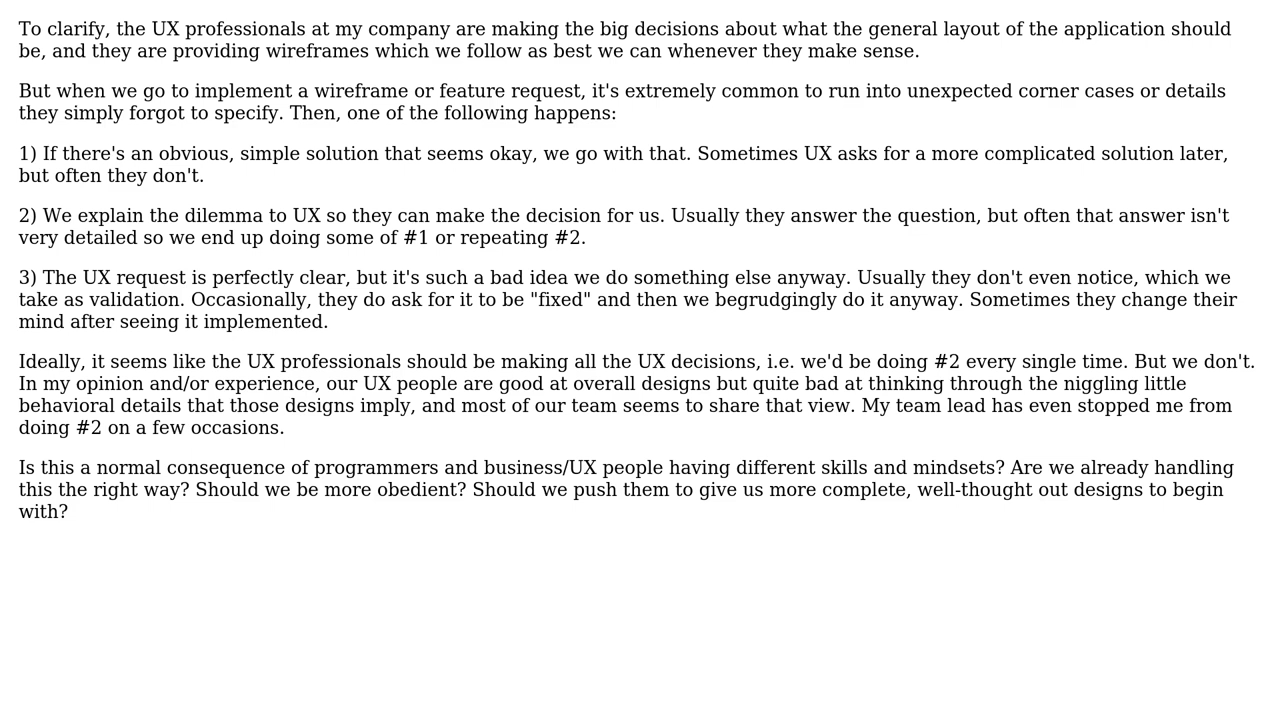 To clarify, the UX professionals at my company are making the big decisions about what the general layout of the application should
be, and they are providing wireframes which we follow as best we can whenever they make sense.
But when we go to implement a wireframe or feature request, it's extremely common to run into unexpected corner cases or details
they simply forgot to specify. Then, one of the following happens:
1) If there's an obvious, simple solution that seems okay, we go with that. Sometimes UX asks for a more complicated solution later,
but often they don't.
2) We explain the dilemma to UX so they can make the decision for us. Usually they answer the question, but often that answer isn't
very detailed so we end up doing some of #1 or repeating #2.
3) The UX request is perfectly clear, but it's such a bad idea we do something else anyway. Usually they don't even notice, which we
take as validation. Occasionally, they do ask for it to be "fixed" and then we begrudgingly do it anyway. Sometimes they change their
mind after seeing it implemented.
Ideally, it seems like the UX professionals should be making all the UX decisions, i.e. we'd be doing #2 every single time. But we don't.
In my opinion and/or experience, our UX people are good at overall designs but quite bad at thinking through the niggling little
behavioral details that those designs imply, and most of our team seems to share that view. My team lead has even stopped me from
doing #2 on a few occasions.
Is this a normal consequence of programmers and business/UX people having different skills and mindsets? Are we already handling
this the right way? Should we be more obedient? Should we push them to give us more complete, well-thought out designs to begin
with?